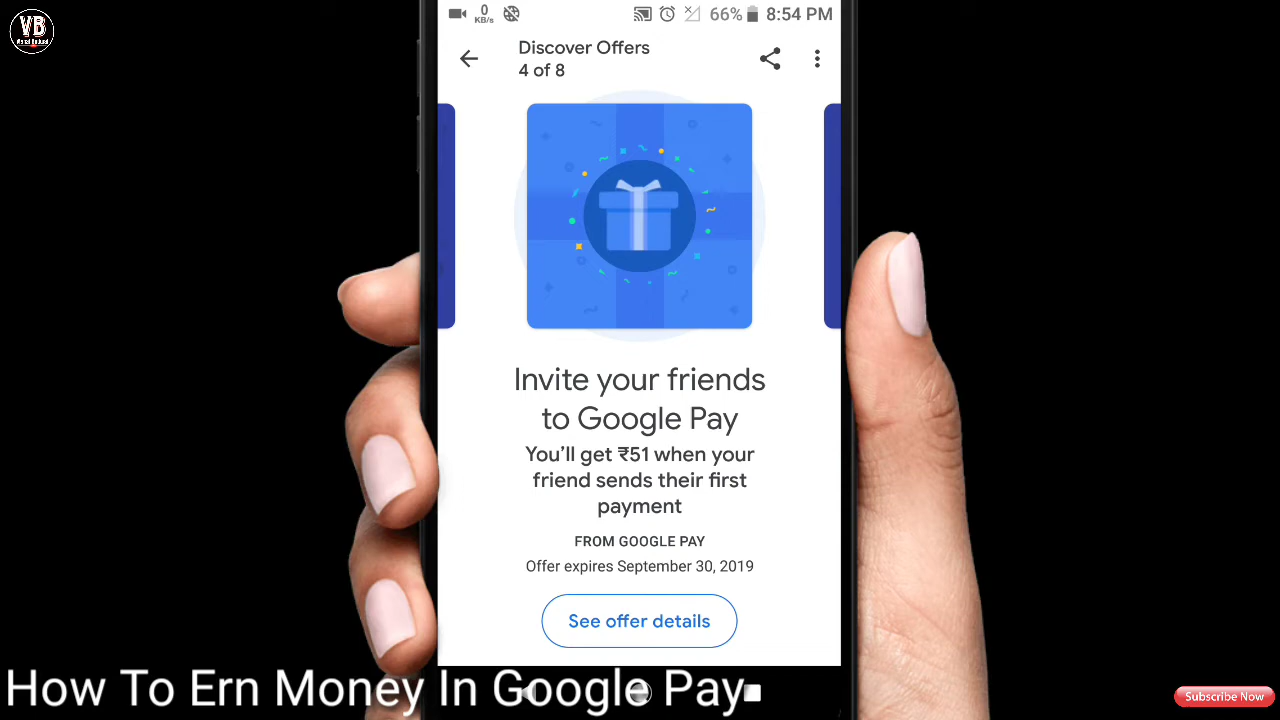 VB
0
KB/s
66%
8:54 PM
Discover Offers
4 of 8
Invite your friends
to Google Pay
You’ll get ₹51 when your
friend sends their first
payment
FROM GOOGLE PAY
Offer expires September 30, 2019
See offer details
How To Ern Money In Google Pay
Subscribe Now